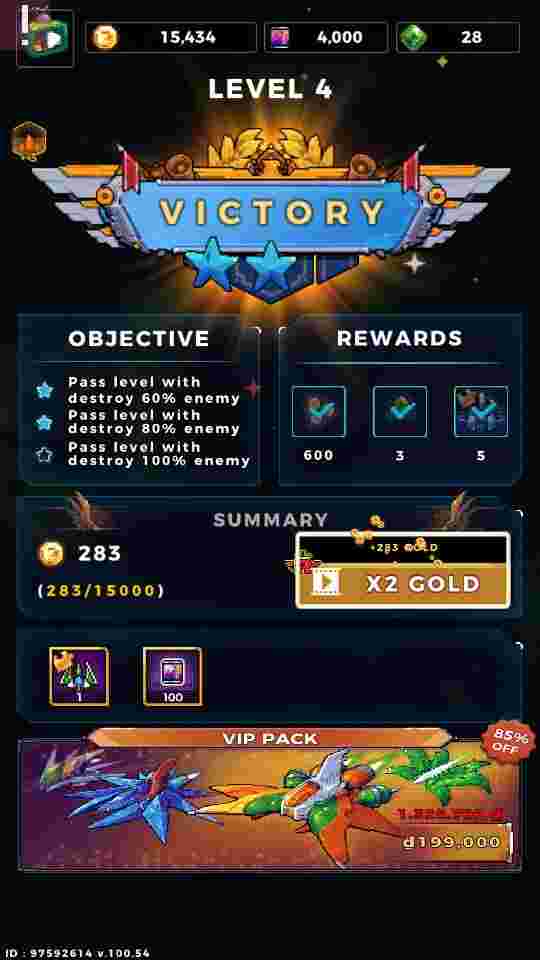 15,434
4,000
28
LEVEL 4
VICTORY
OBJECTIVE
Pass level with
destroy 60% enemy
Pass level with
destroy 80% enemy
Pass level with
destroy 100% enemy
REWARDS
600
3
5
SUMMARY
283
(283/15000)
+283 GOLD
X2 GOLD
1
100
VIP PACK
85%
OFF
₫199,000
ID : 97592614 v.100.54